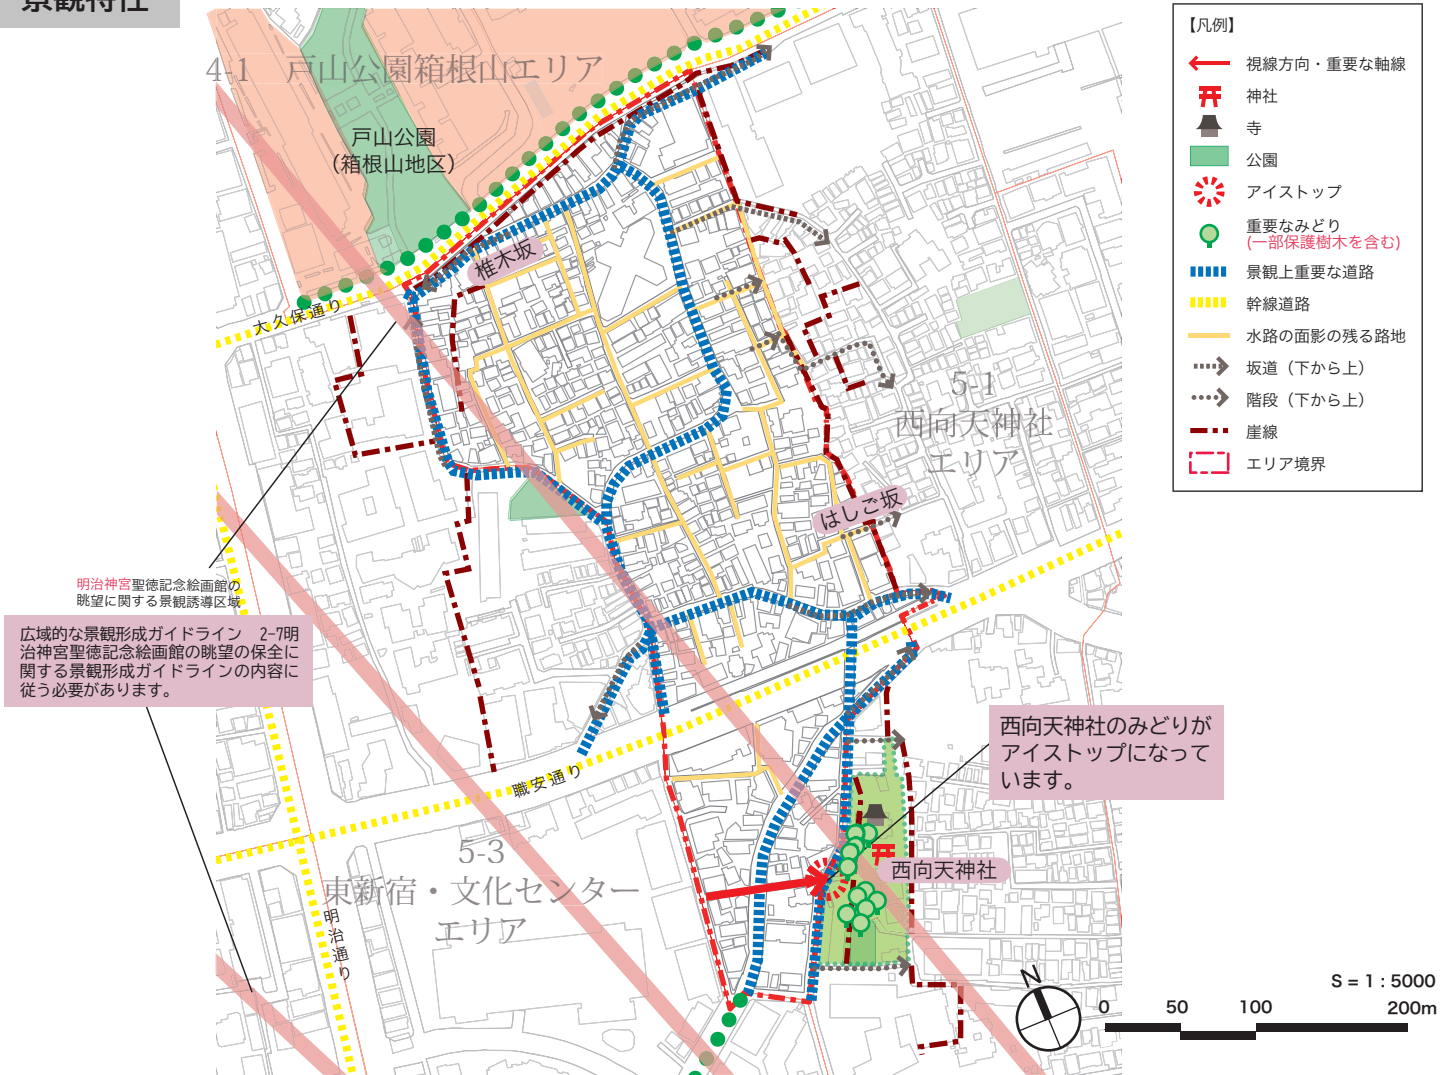 景観特性
4-1　戸山公園箱根山エリア
戸山公園
（箱根山地区）
椎木坂
大久保通り
5-1
西向天神社
エリア
はしご坂
明治神宮聖徳記念絵画館の
眺望に関する景観誘導区域
広域的な景観形成ガイドライン　2-7明
治神宮聖徳記念絵画館の眺望の保全に
関する景観形成ガイドラインの内容に
従う必要があります。
職安通り
西向天神社のみどりが
アイストップになって
います。
5-3
東新宿・文化センター
エリア
西向天神社
明治通り
【凡例】
視線方向・重要な軸線
神社
寺
公園
アイストップ
重要なみどり
(一部保護樹木を含む)
景観上重要な道路
幹線道路
水路の面影の残る路地
坂道（下から上）
階段（下から上）
崖線
エリア境界
N
S = 1 : 5000
0 50 100 200m